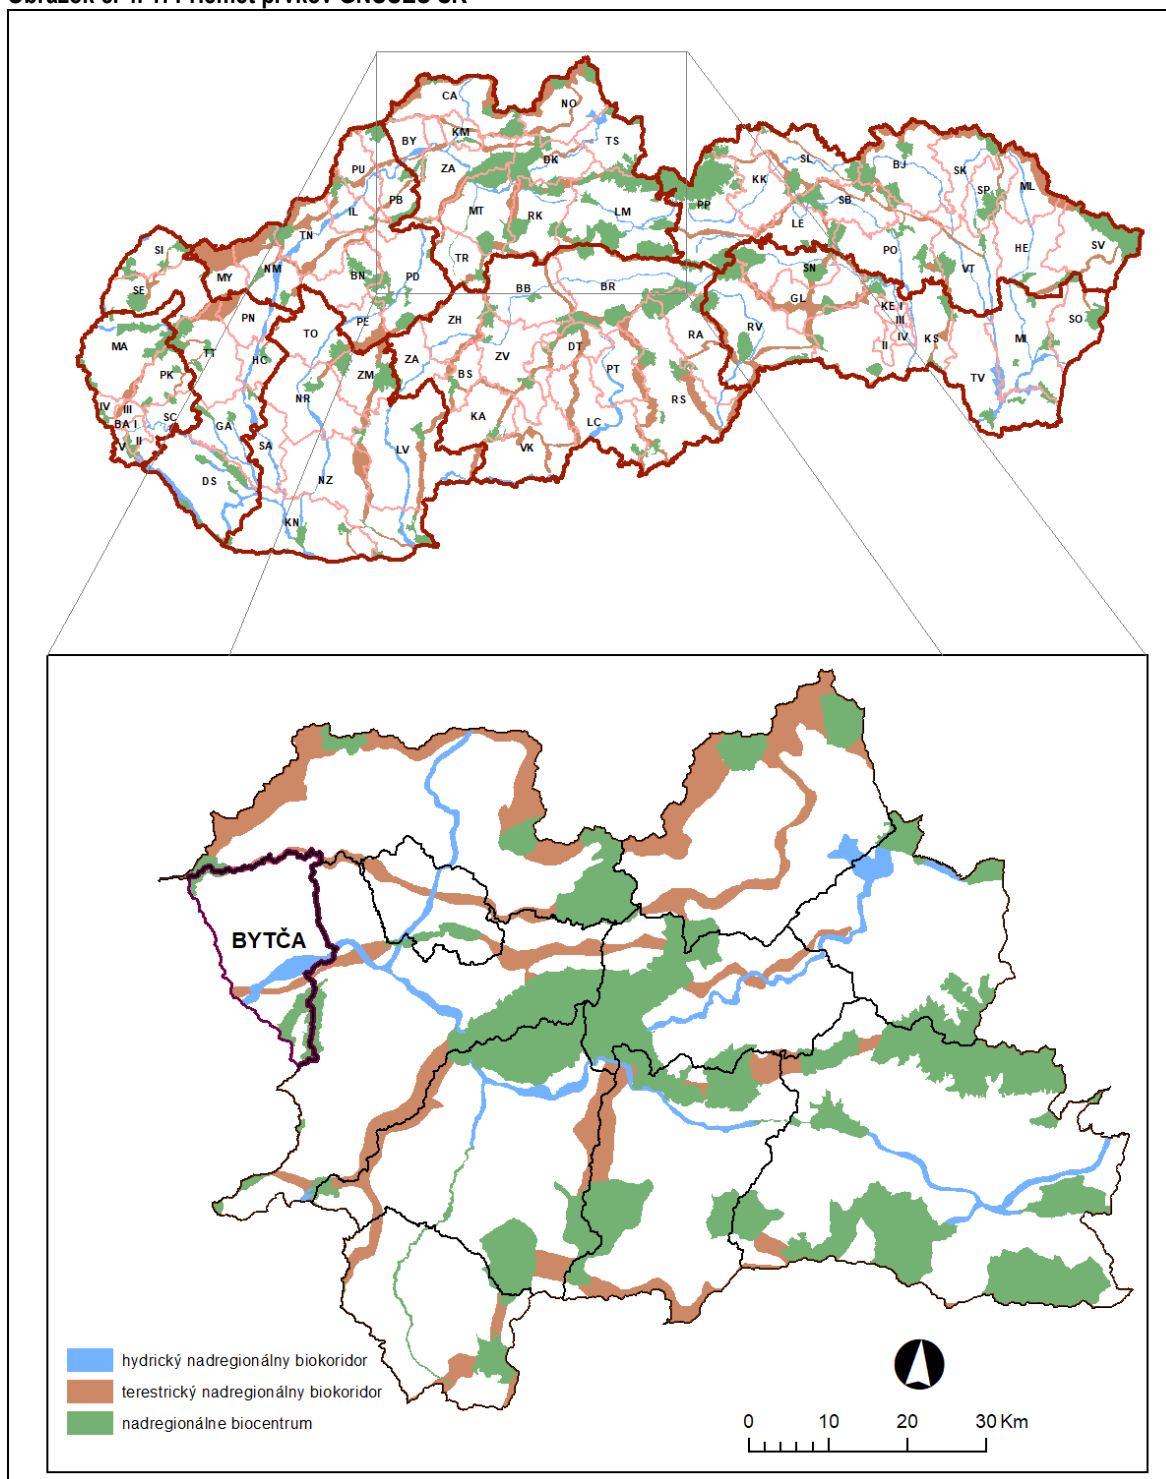 CA
NO
BY
KM
TS
ZA
DK
PU
PB
IL
MT
RK
LM
PP
KK
SL
BJ
SK
SP
ML
SB
LE
HE
SV
PO
VT
TN
SI
MY
NM
SE
BN
PD
TR
BB
BR
SN
GL
KE I
III
IV
II
KS
MI
SO
TV
PN
TO
PE
ZH
ZV
DT
RA
RV
MA
TT
HC
PK
ZM
ZA
BS
PT
RS
IV
III
BA I
II
V
SC
GA
NR
KA
LC
SA
LV
VK
DS
NZ
KN
BYTČA
hydrický nadregionálny biokoridor
terestrický nadregionálny biokoridor
nadregionálne biocentrum
0 10 20 30 Km